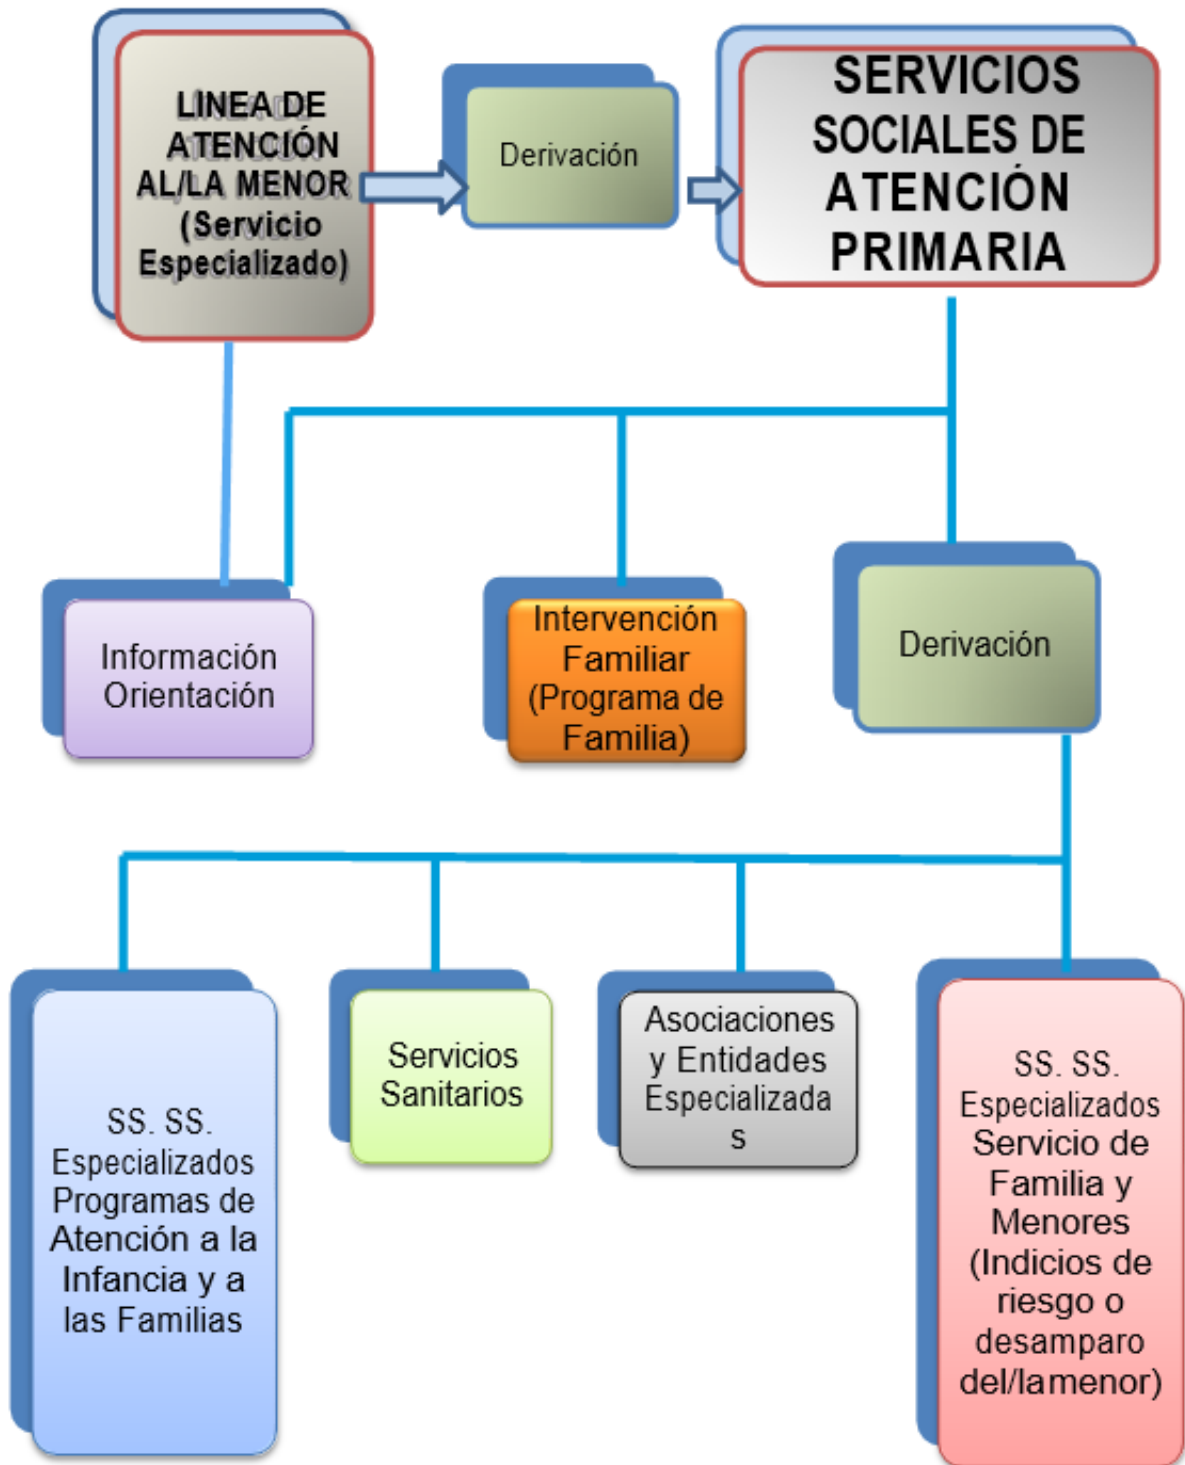 LÍNEA DE
ATENCIÓN
AL/LA MENOR
(Servicio
Especializado)
Derivación
SERVICIOS
SOCIALES DE
ATENCIÓN
PRIMARIA
Información
Orientación
Intervención
Familiar
(Programa de
Familia)
Derivación
SS. SS.
Especializados
Programas de
Atención a la
Infancia y a
las Familias
Servicios
Sanitarios
Asociaciones
y Entidades
Especializada
s
SS. SS.
Especializados
Servicio de
Familia y
Menores
(Indicios de
riesgo o
desamparo
del/lamenor)